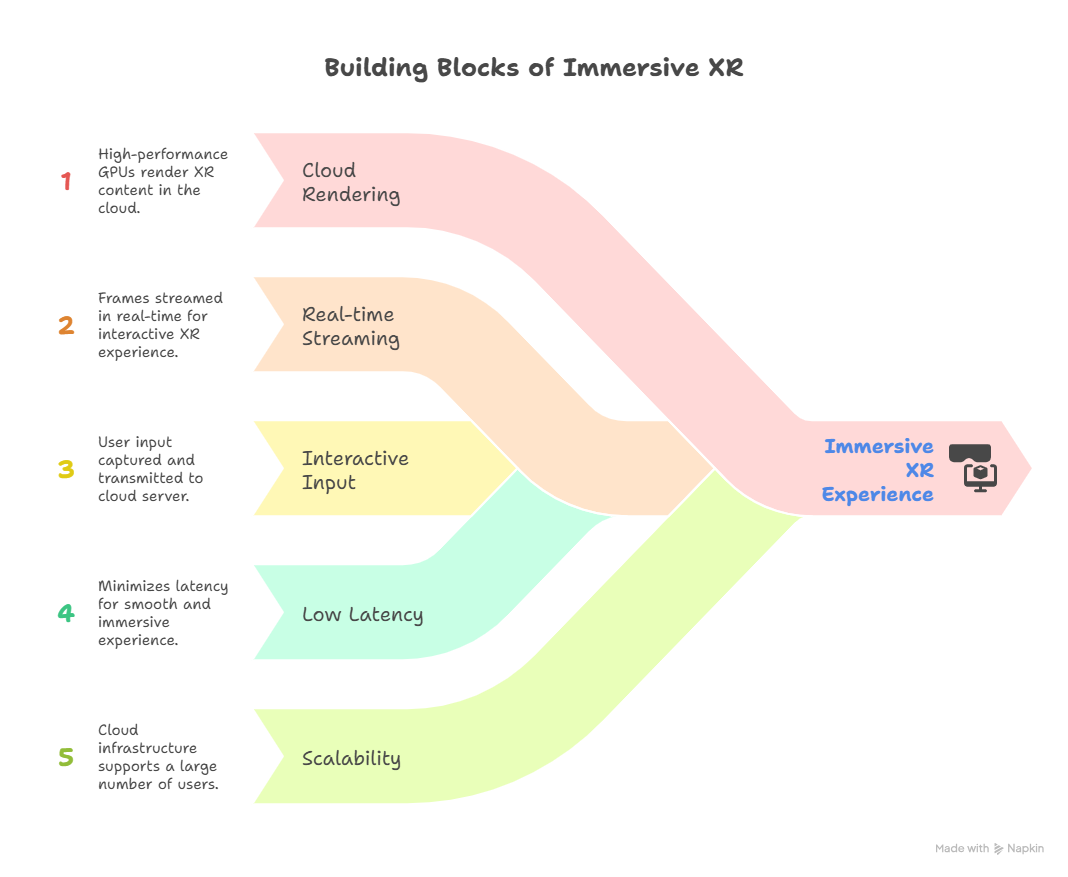 Building Blocks of Immersive XR
1
High-performance
GPUs render XR
content in the
cloud.
Cloud
Rendering
2
Frames streamed
in real-time for
interactive XR
experience.
Real-time
Streaming
3
User input
captured and
transmitted to
cloud server.
Interactive
Input
Immersive
XR
Experience
4
Minimizes latency
for smooth and
immersive
experience.
Low Latency
5
Cloud
infrastructure
supports a large
number of users.
Scalability
Made with Napkin